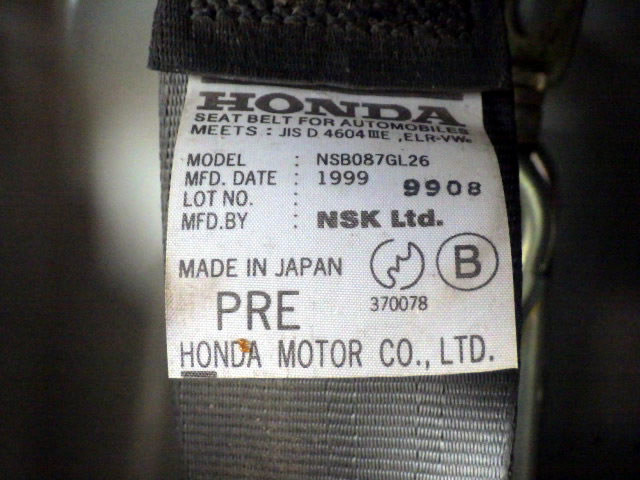 HONDA
SEAT BELT FOR AUTOMOBILES
MEETS : JIS D 4604 ⅢE ,ELR-VW
MODEL : NSB087GL26
MFD. DATE : 1999 9908
LOT NO. :
MFD.BY : NSK Ltd.
MADE IN JAPAN B
370078
PRE
HONDA MOTOR CO., LTD.